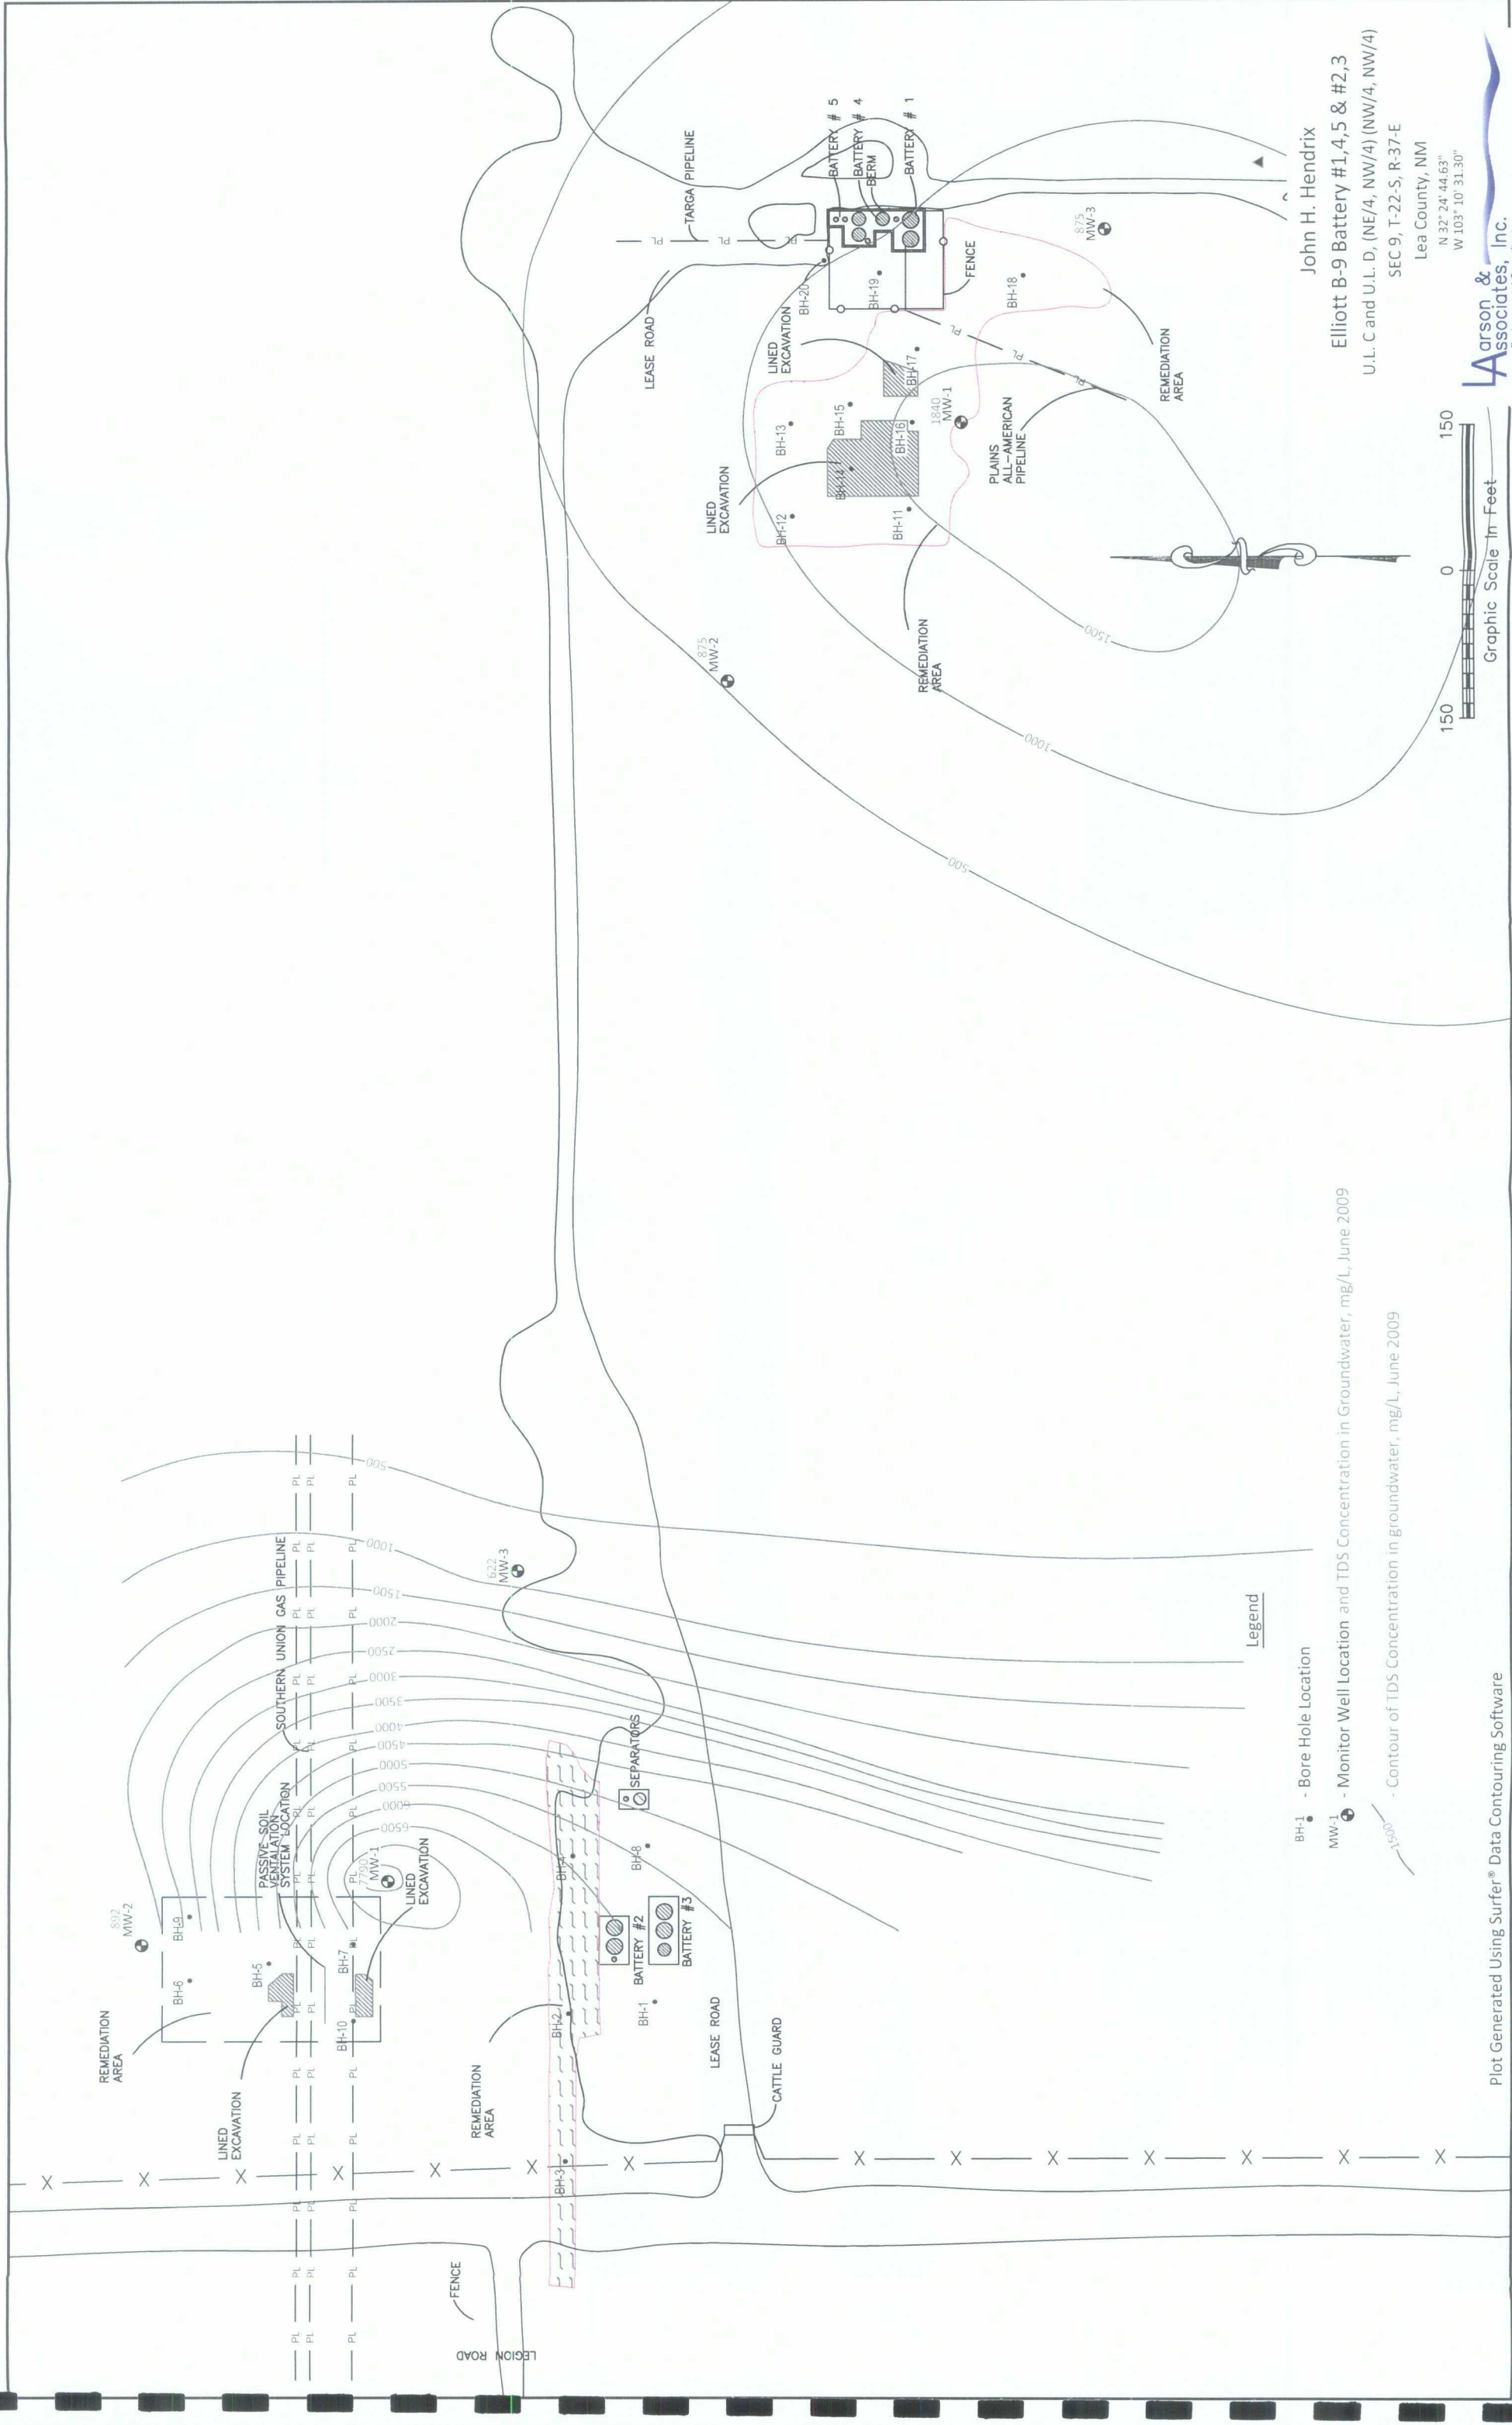 REMEDIATION
AREA
892
MW-2
BH-6
BH-9
LINED
EXCAVATION
BH-5
PASSIVE SOIL
VENTALATION
SYSTEM LOCATION
SOUTHERN UNION GAS PIPELINE
BH-10
BH-7
7790
MW-1
LINED
EXCAVATION
PL
6500
6000
5500
5000
4500
4000
3500
3000
2500
2000
1500
1000
500
FENCE
LEGION ROAD
REMEDIATION
AREA
BH-3
BH-2
BH-4
622
MW-3
BH-1
BATTERY #2
BATTERY #3
BH-8
SEPARATORS
LEASE ROAD
CATTLE GUARD
X
LEASE ROAD
TARGA PIPELINE
PL
875
MW-2
LINED
EXCAVATION
LINED
EXCAVATION
BH-12
BH-13
BH-14
BH-15
BH-11
BH-16
BH-17
BH-20
BH-19
BATTERY # 5
BATTERY # 4
BERM
BATTERY # 1
FENCE
BH-18
875
MW-3
1840
MW-1
REMEDIATION
AREA
PLAINS
ALL-AMERICAN
PIPELINE
REMEDIATION
AREA
1500
1000
500
Legend
BH-1 - Bore Hole Location
MW-1 - Monitor Well Location and TDS Concentration in Groundwater, mg/L, June 2009
1500 - Contour of TDS Concentration in groundwater, mg/L, June 2009
Plot Generated Using Surfer® Data Contouring Software
150 0 150
Graphic Scale In Feet
John H. Hendrix
Elliott B-9 Battery #1,4,5 & #2,3
U.L. C and U.L. D, (NE/4, NW/4) (NW/4, NW/4)
SEC 9, T-22-S, R-37-E
Lea County, NM
N 32° 24' 44.63"
W 103° 10' 31.30"
Larson &
Associates, Inc.